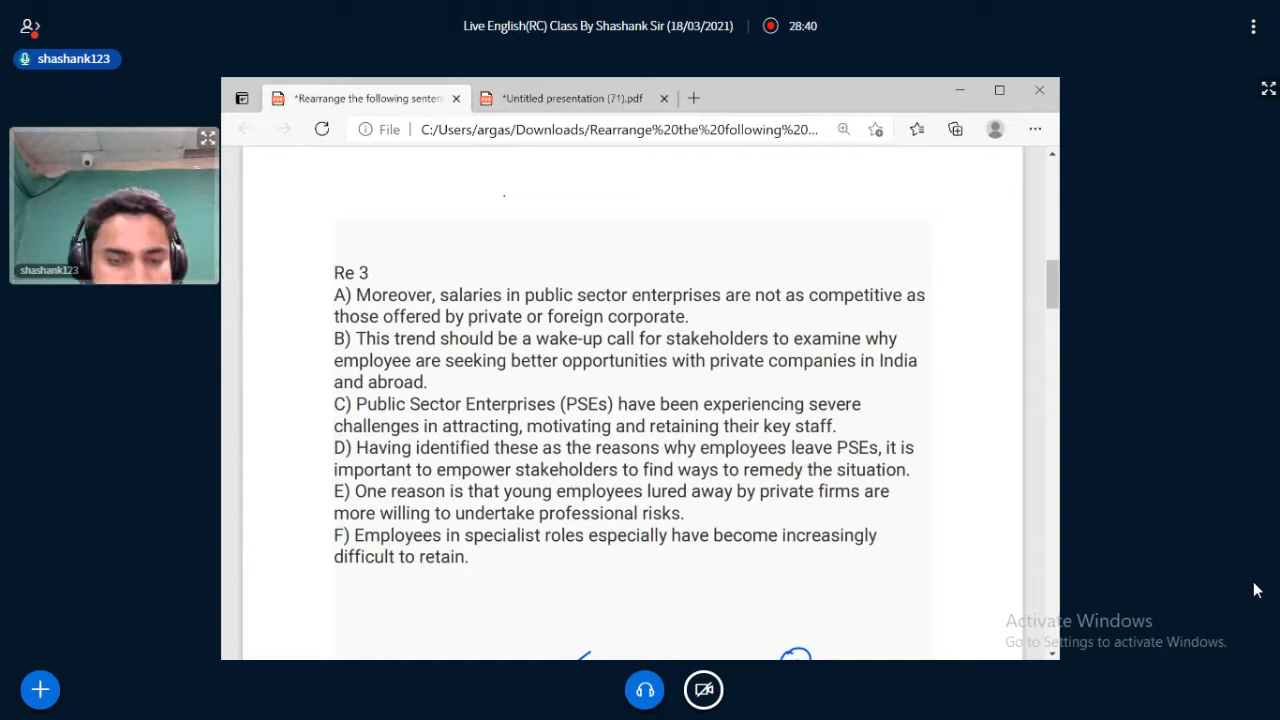 Live English(RC) Class By Shashank Sir (18/03/2021)
28:40
shashank123
*Rearrange the following senten
*Untitled presentation (71).pdf
File
C:/Users/argas/Downloads/Rearrange%20the%20following%20...
shashank123
Re 3
A) Moreover, salaries in public sector enterprises are not as competitive as
those offered by private or foreign corporate.
B) This trend should be a wake-up call for stakeholders to examine why
employee are seeking better opportunities with private companies in India
and abroad.
C) Public Sector Enterprises (PSEs) have been experiencing severe
challenges in attracting, motivating and retaining their key staff.
D) Having identified these as the reasons why employees leave PSEs, it is
important to empower stakeholders to find ways to remedy the situation.
E) One reason is that young employees lured away by private firms are
more willing to undertake professional risks.
F) Employees in specialist roles especially have become increasingly
difficult to retain.
Activate Windows
Go to Settings to activate Windows.